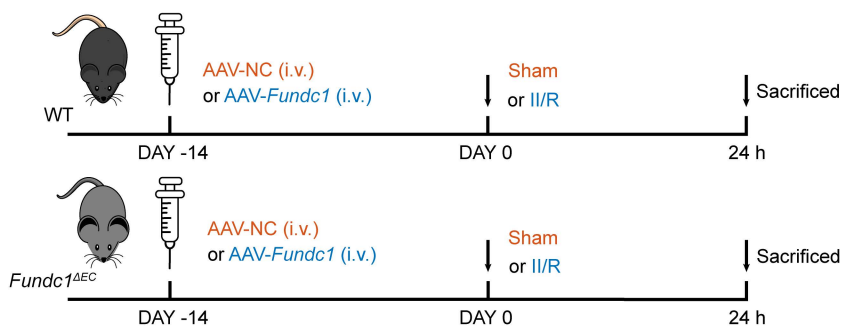 AAV-NC (i.v.)
or AAV-Fundc1 (i.v.)
Sham
or II/R
Sacrificed
WT
DAY -14
DAY 0
24 h
AAV-NC (i.v.)
or AAV-Fundc1 (i.v.)
Sham
or II/R
Sacrificed
Fundc1ΔEC
DAY -14
DAY 0
24 h